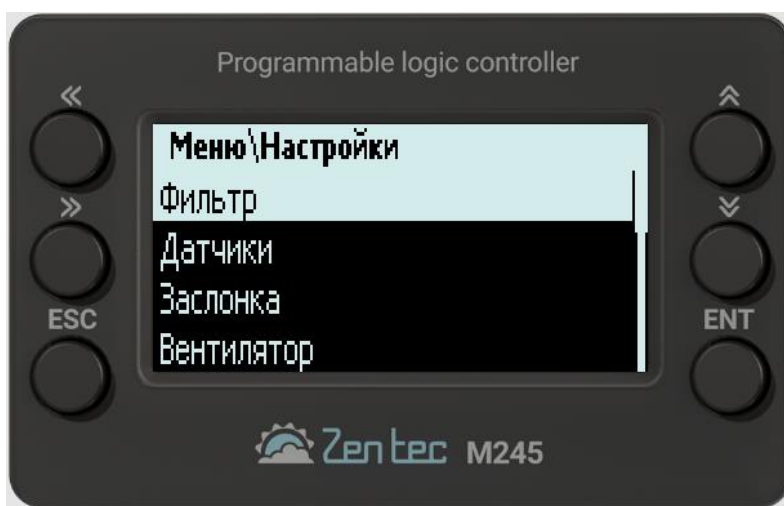 Programmable logic controller
«
»
ESC
ENT
Меню\Настройки
Фильтр
Датчики
Заслонка
Вентилятор
Zentec M245